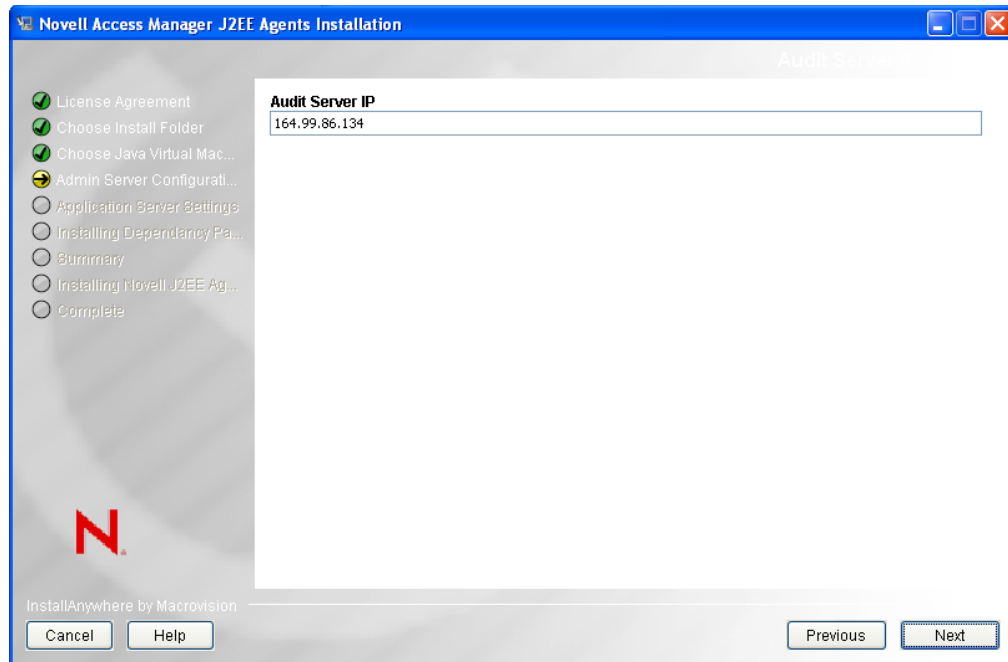 Novell Access Manager J2EE Agents Installation
Audit Server
License Agreement
Choose Install Folder
Choose Java Virtual Mac...
Admin Server Configurati...
Application Server Settings
Installing Dependancy Pa...
Summary
Installing Novell J2EE Ag...
Complete
Audit Server IP
164.99.86.134
N
InstallAnywhere by Macrovision
Cancel
Help
Previous
Next